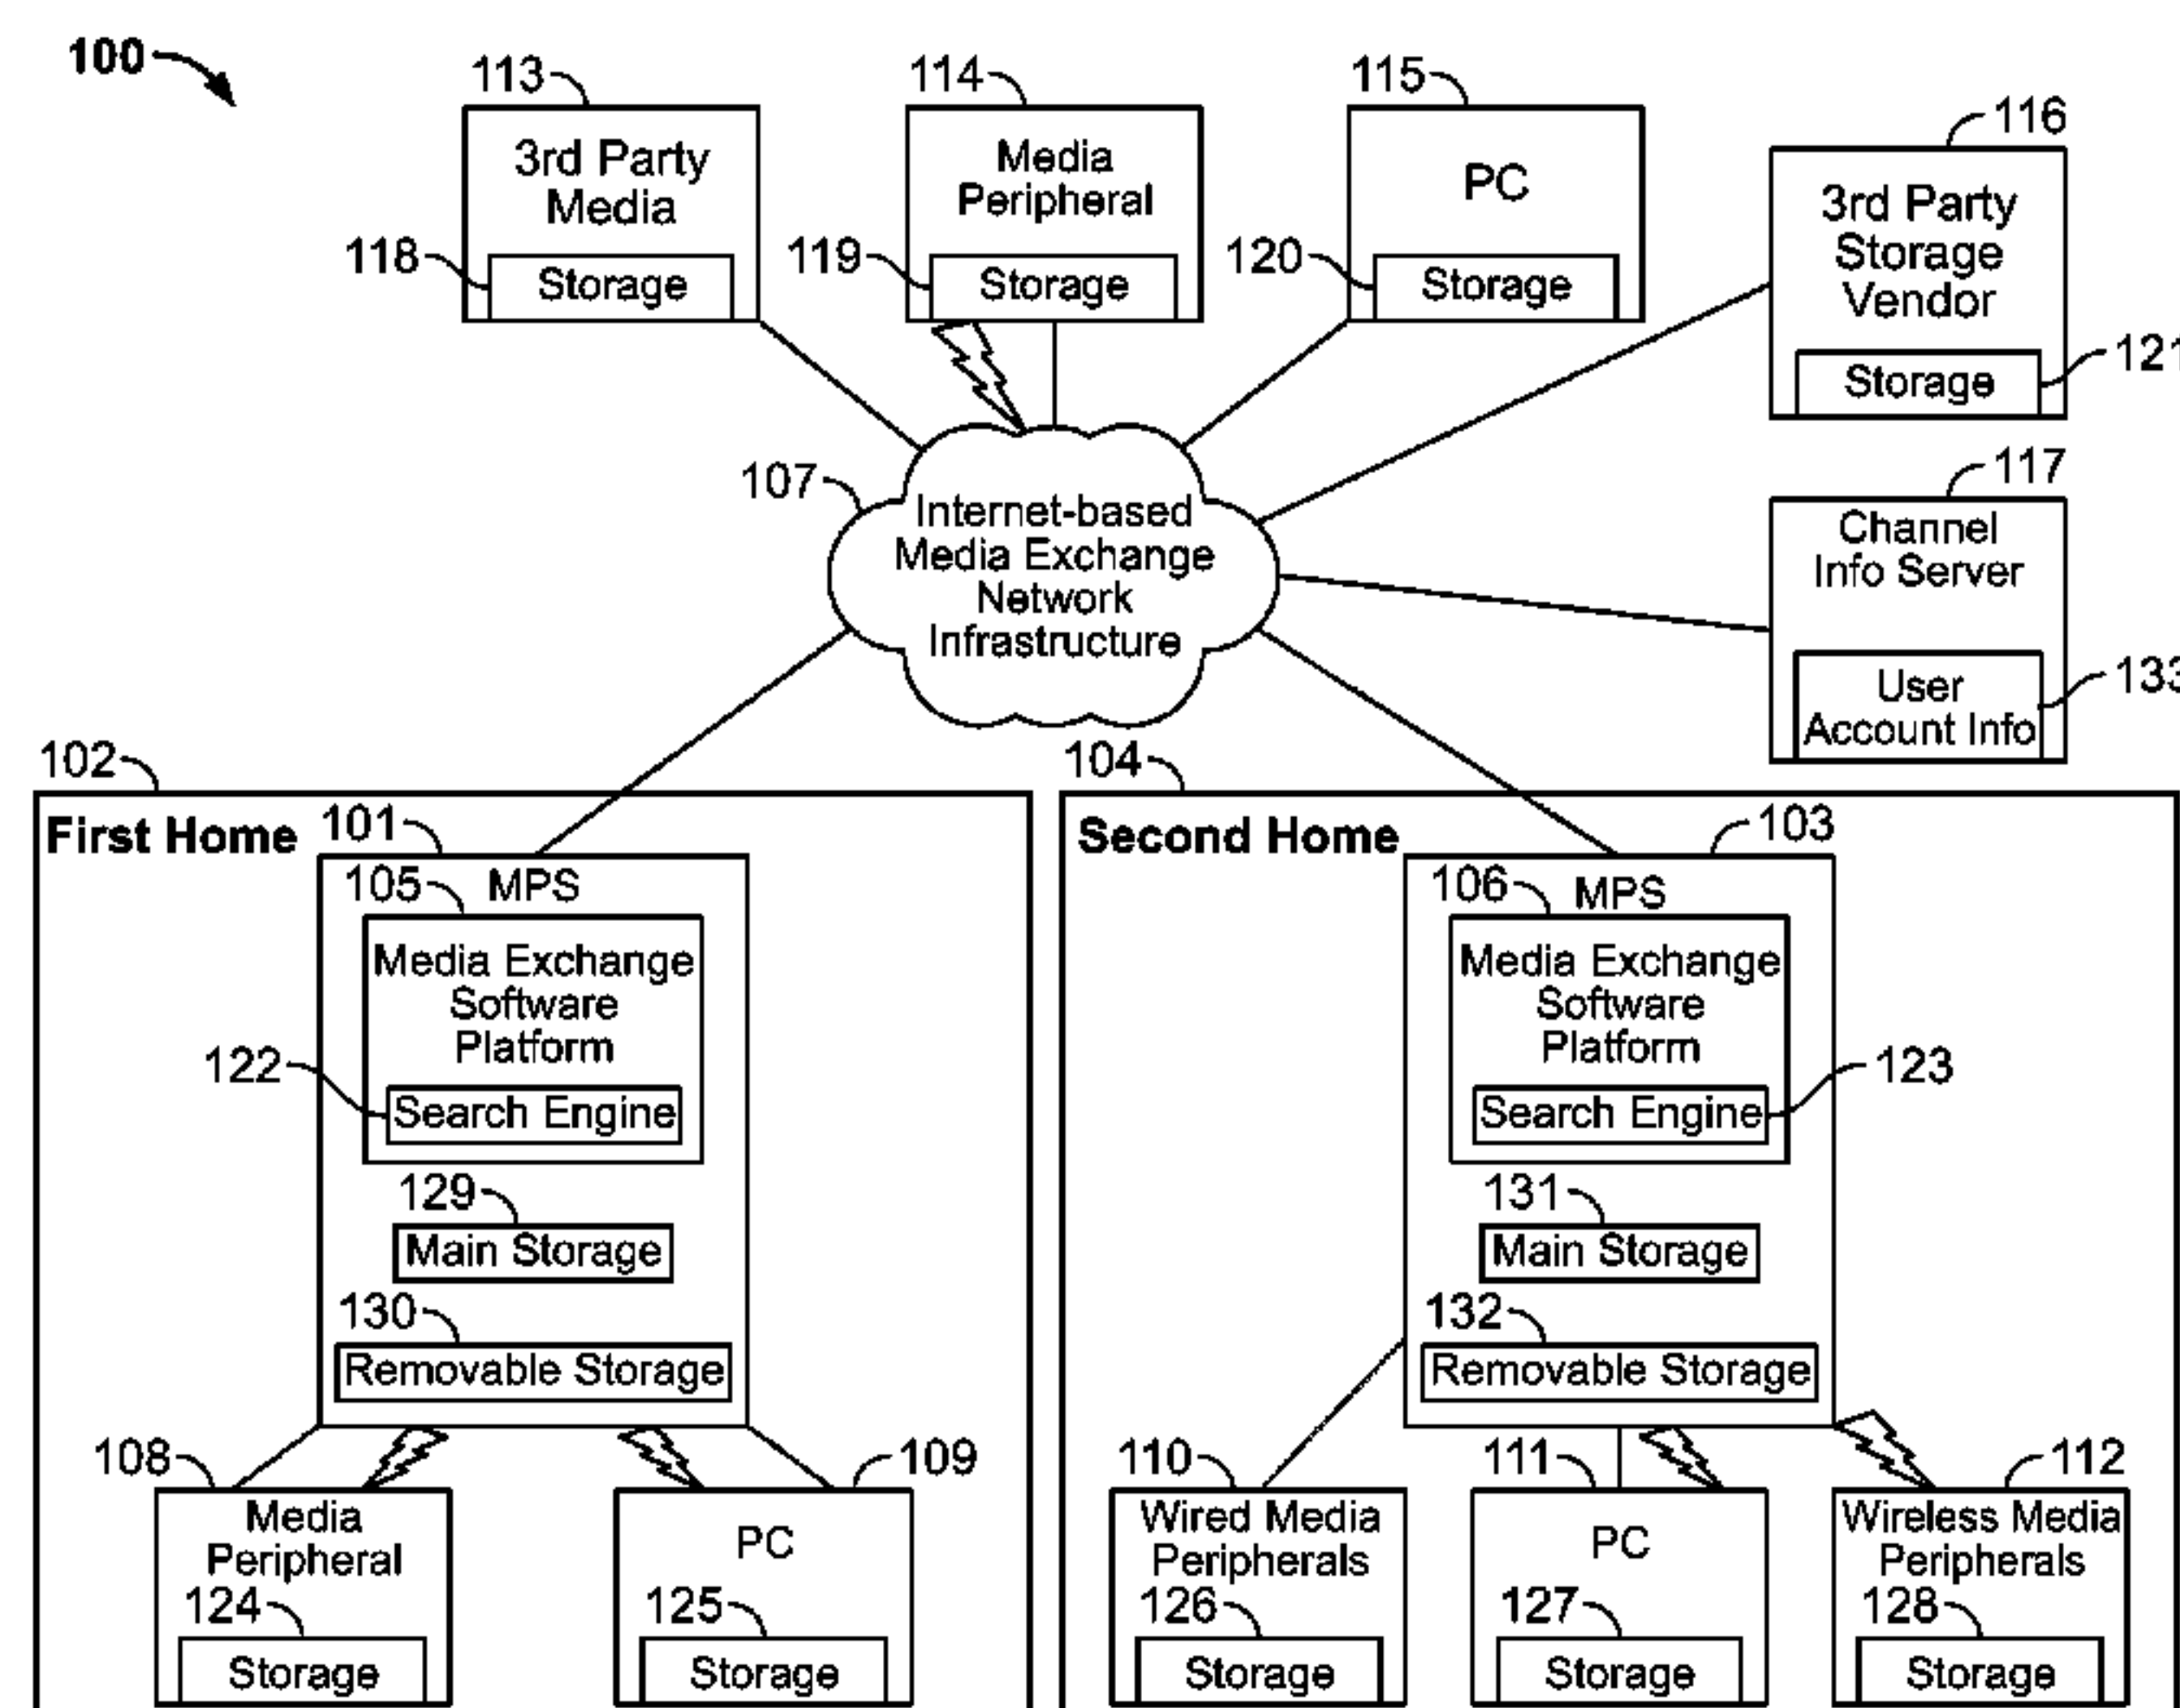 100
113
114
115
116
3rd Party
Media
Media
Peripheral
PC
3rd Party
Storage
Vendor
118
Storage
119
Storage
120
Storage
121
Storage
107
Internet-based
Media Exchange
Network
Infrastructure
117
Channel
Info Server
133
User
Account Info
102
First Home
101
MPS
105
Media Exchange
Software
Platform
122
Search Engine
129
Main Storage
130
Removable Storage
108
Media
Peripheral
124
Storage
109
PC
125
Storage
104
Second Home
103
MPS
106
Media Exchange
Software
Platform
123
Search Engine
131
Main Storage
132
Removable Storage
110
Wired Media
Peripherals
126
Storage
111
PC
127
Storage
112
Wireless Media
Peripherals
128
Storage